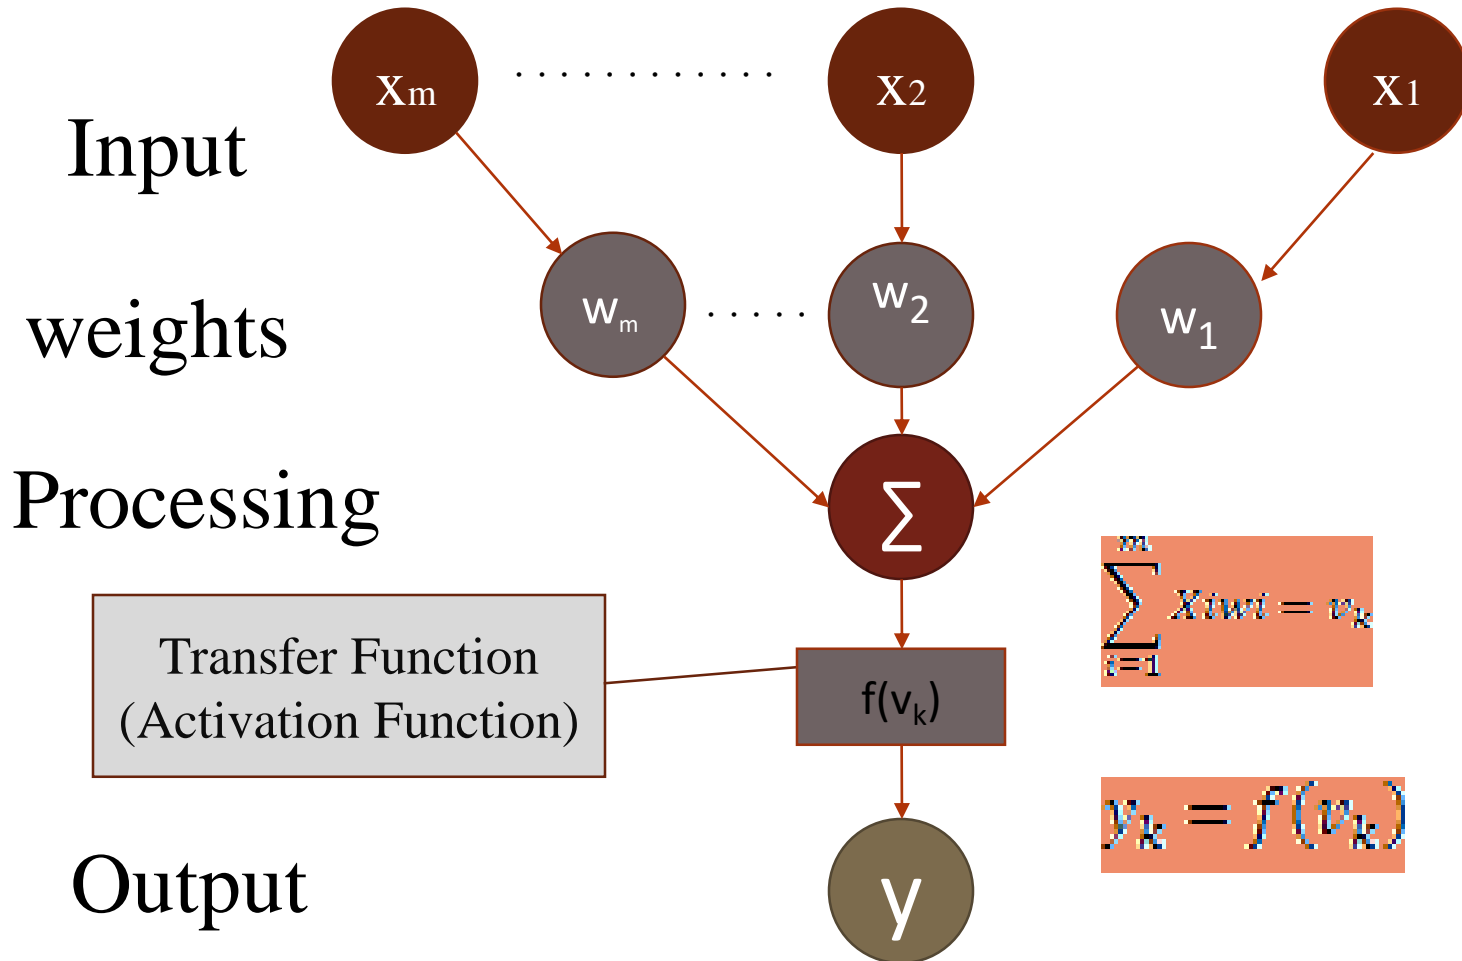 Xm . . . . . . . . . . . . X2 X1
Input
weights
wm . . . . . w2 w1
Processing
∑
m
∑ Xiwi = vk
i=1
Transfer Function
(Activation Function)
f(vk)
yk = f(vk)
Output
y